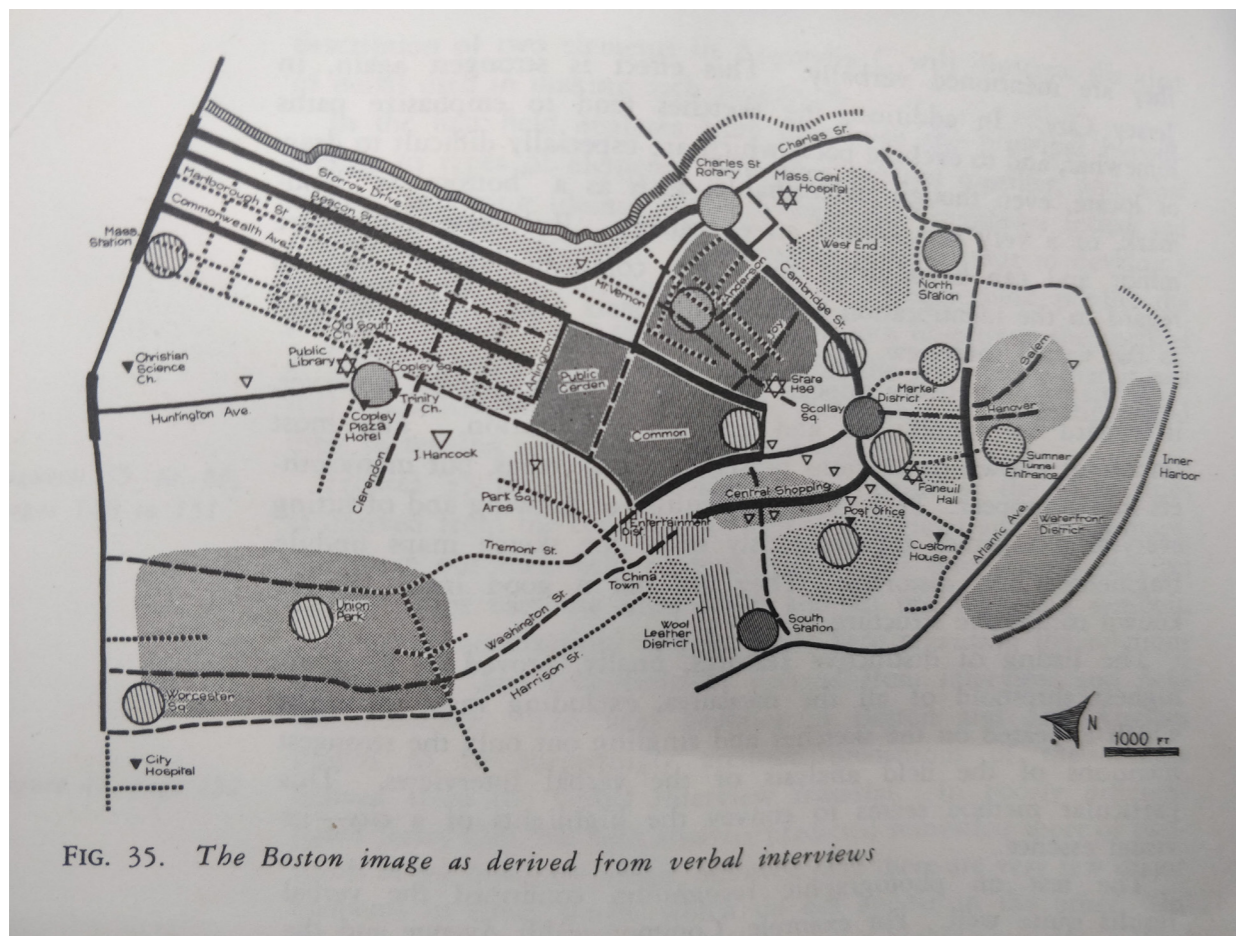 Charles St.
Charles St
Rotary
Mass. Genl
Hospital
Storrow Drive
Marlborough St
Beacon St.
Commonwealth Ave.
Mass.
Station
West End
North
Station
Mt Vernon
Anderson
Joy
Cambridge St.
Old South
Public
Library
Copley Sq.
Arlington
Public
Garden
Christian
Science
Ch.
Huntington Ave.
Trinity
Ch.
Copley
Plaza
Hotel
Clarendon
J. Hancock
Common
State
Hse
Scollay
Sq.
Market
District
Salem
Hanover
Sumner
Tunnel
Entrance
Faneuil
Hall
Inner
Harbor
Park Sq.
Area
Central Shopping
Entertainment
Dist.
Post Office
Custom
House
Atlantic Ave.
Waterfront
District
Tremont St.
China
Town
Washington St.
Wool
Leather
District
South
Station
Union
Park
Harrison St.
Worcester
Sq.
City
Hospital
N
1000 FT
FIG. 35. The Boston image as derived from verbal interviews